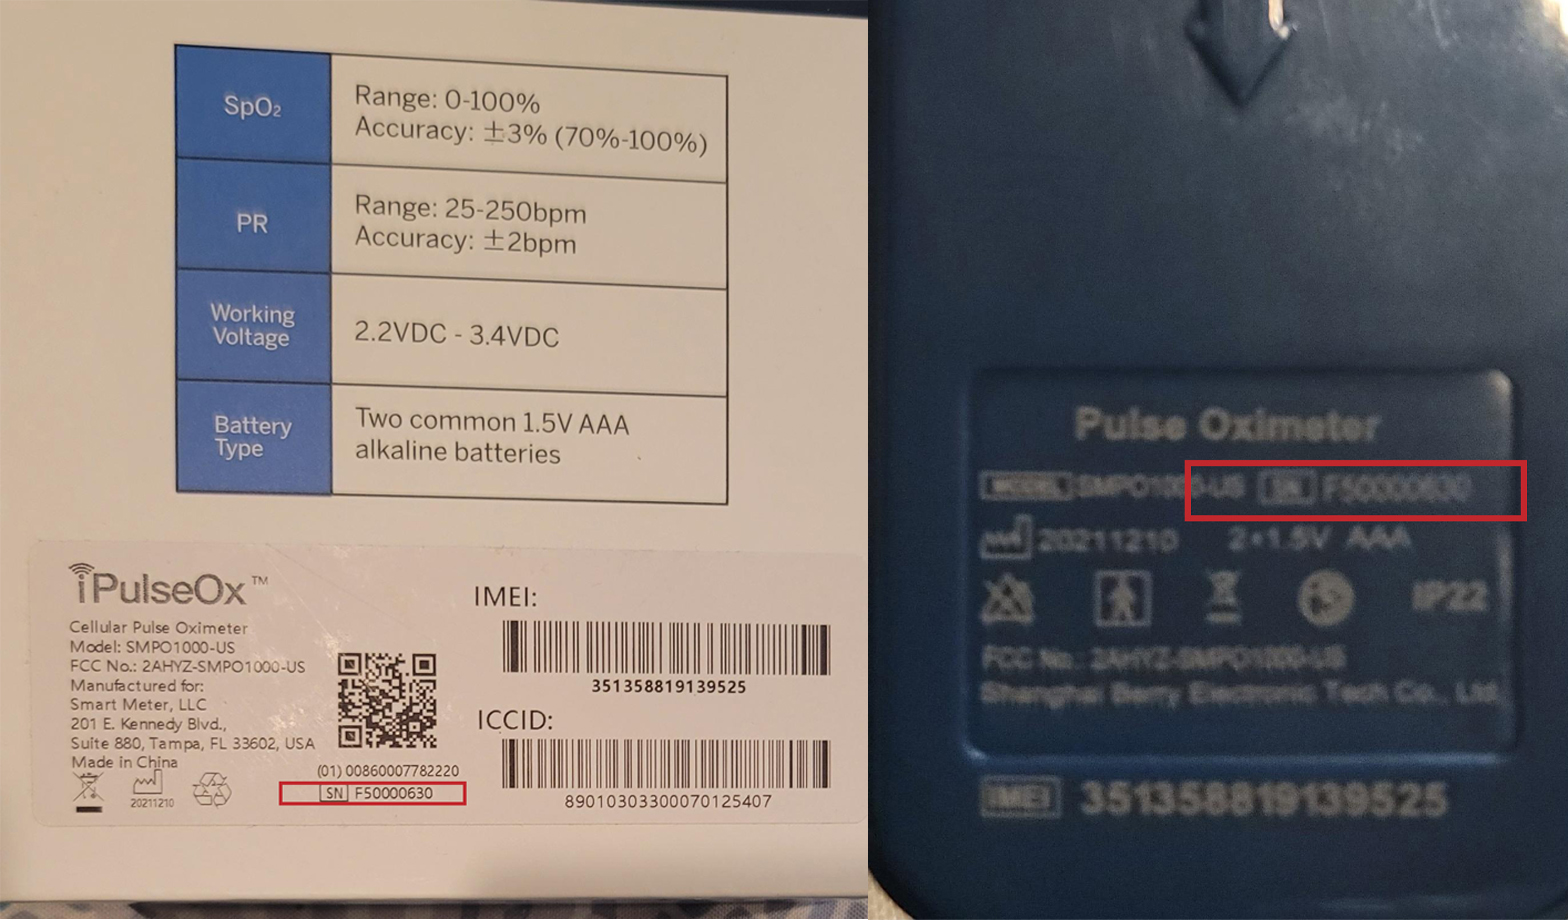 SpO₂
Range: 0-100%
Accuracy: ±3% (70%-100%)
PR
Range: 25-250bpm
Accuracy: ±2bpm
Working
Voltage
2.2VDC - 3.4VDC
Battery
Type
Two common 1.5V AAA
alkaline batteries
iPulseOx™
Cellular Pulse Oximeter
Model: SMPO1000-US
FCC No.: 2AHYZ-SMPO1000-US
Manufactured for:
Smart Meter, LLC
201 E. Kennedy Blvd.,
Suite 880, Tampa, FL 33602, USA
Made in China
20211210
(01) 00860007782220
SN F50000630
IMEI:
351358819139525
ICCID:
89010303300070125407
Pulse Oximeter
MODEL SMPO1000-US SN F50000630
20211210 2×1.5V AAA
IP22
FCC No.: 2AHYZ-SMPO1000-US
Shanghai Berry Electronic Tech Co., Ltd.
IMEI 351358819139525